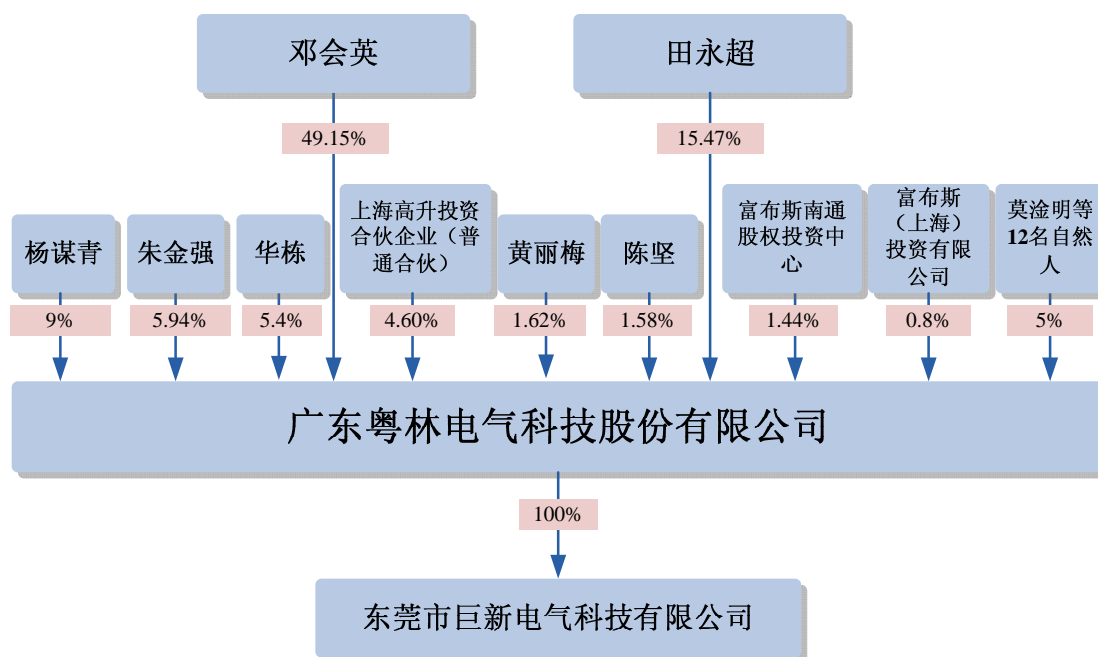 邓会英
田永超
49.15%
15.47%
杨谋青
朱金强
华栋
上海高升投资
合伙企业（普
通合伙）
黄丽梅
陈坚
富布斯南通
股权投资中
心
富布斯
（上海）
投资有限
公司
莫淦明等
12名自然
人
9%
5.94%
5.4%
4.60%
1.62%
1.58%
1.44%
0.8%
5%
广东粤林电气科技股份有限公司
100%
东莞市巨新电气科技有限公司